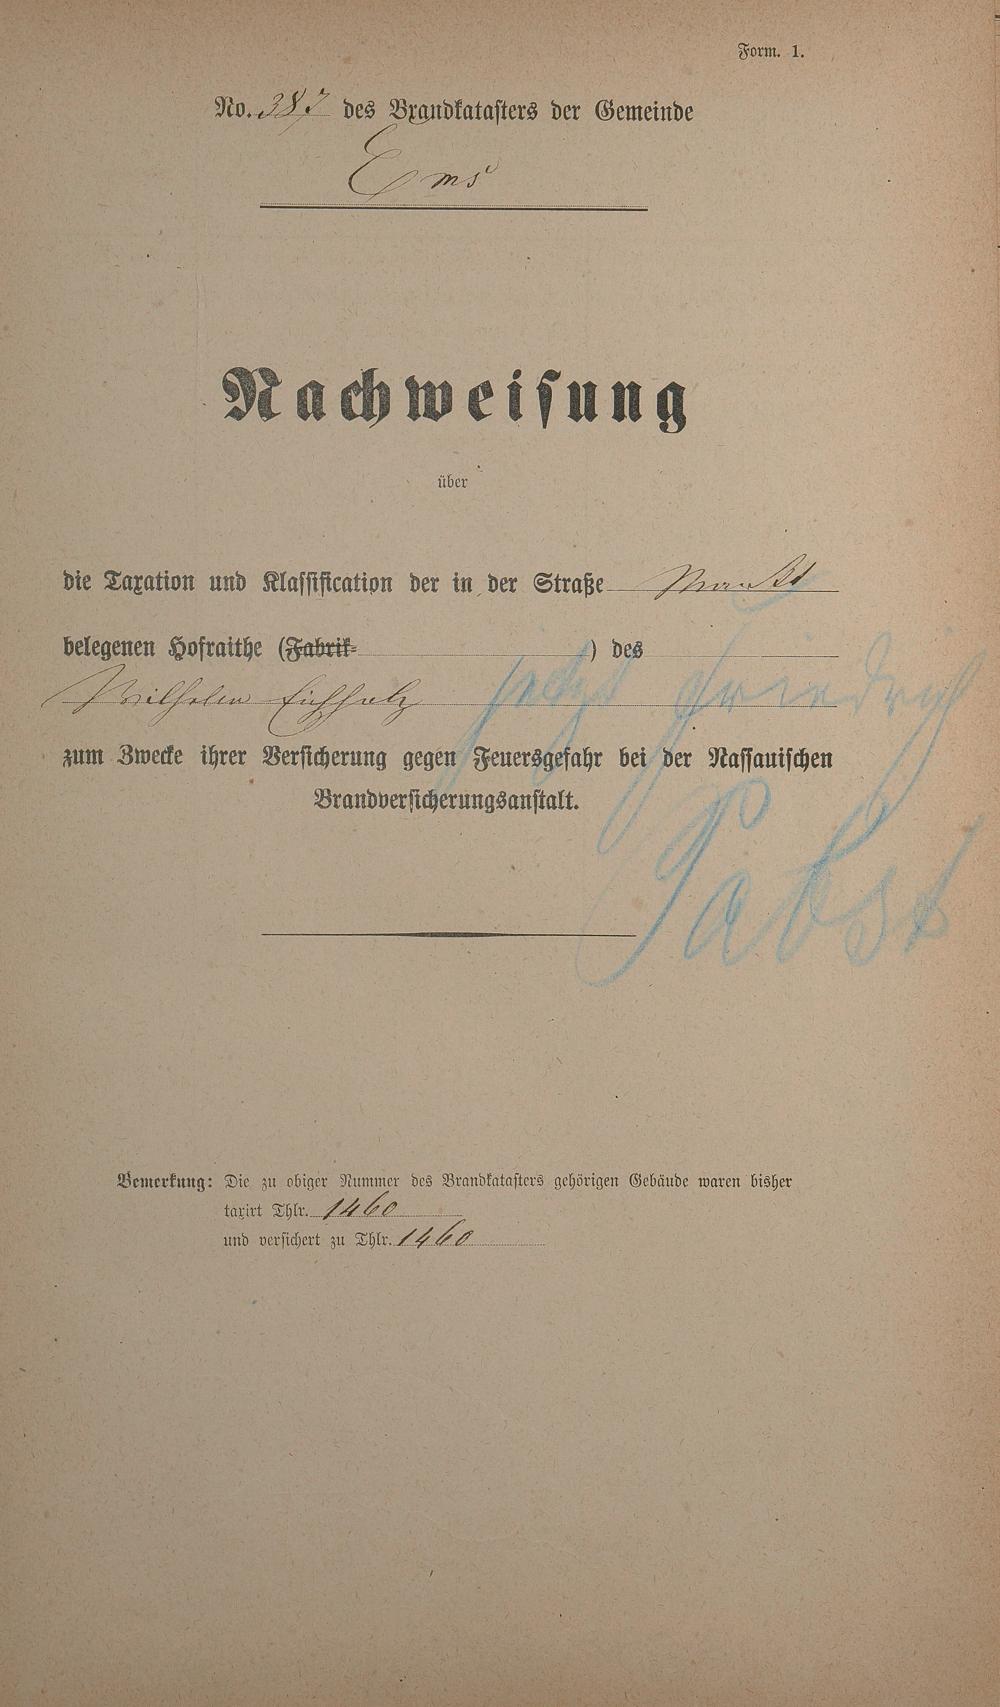 Form. 1.
No. 387 des Brandkatasters der Gemeinde
Ems
Nachweisung
über
die Taxation und Klassification der in der Straße Markt
belegenen Hofraithe (Fabrik- ) des
Wilhelm Eichholz jetzt Friedrich
zum Zwecke ihrer Versicherung gegen Feuersgefahr bei der Nassauischen
Brandversicherungsanstalt.
Pabst
Bemerkung: Die zu obiger Nummer des Brandkatasters gehörigen Gebäude waren bisher
taxirt Thlr. 1460
und versichert zu Thlr. 1460